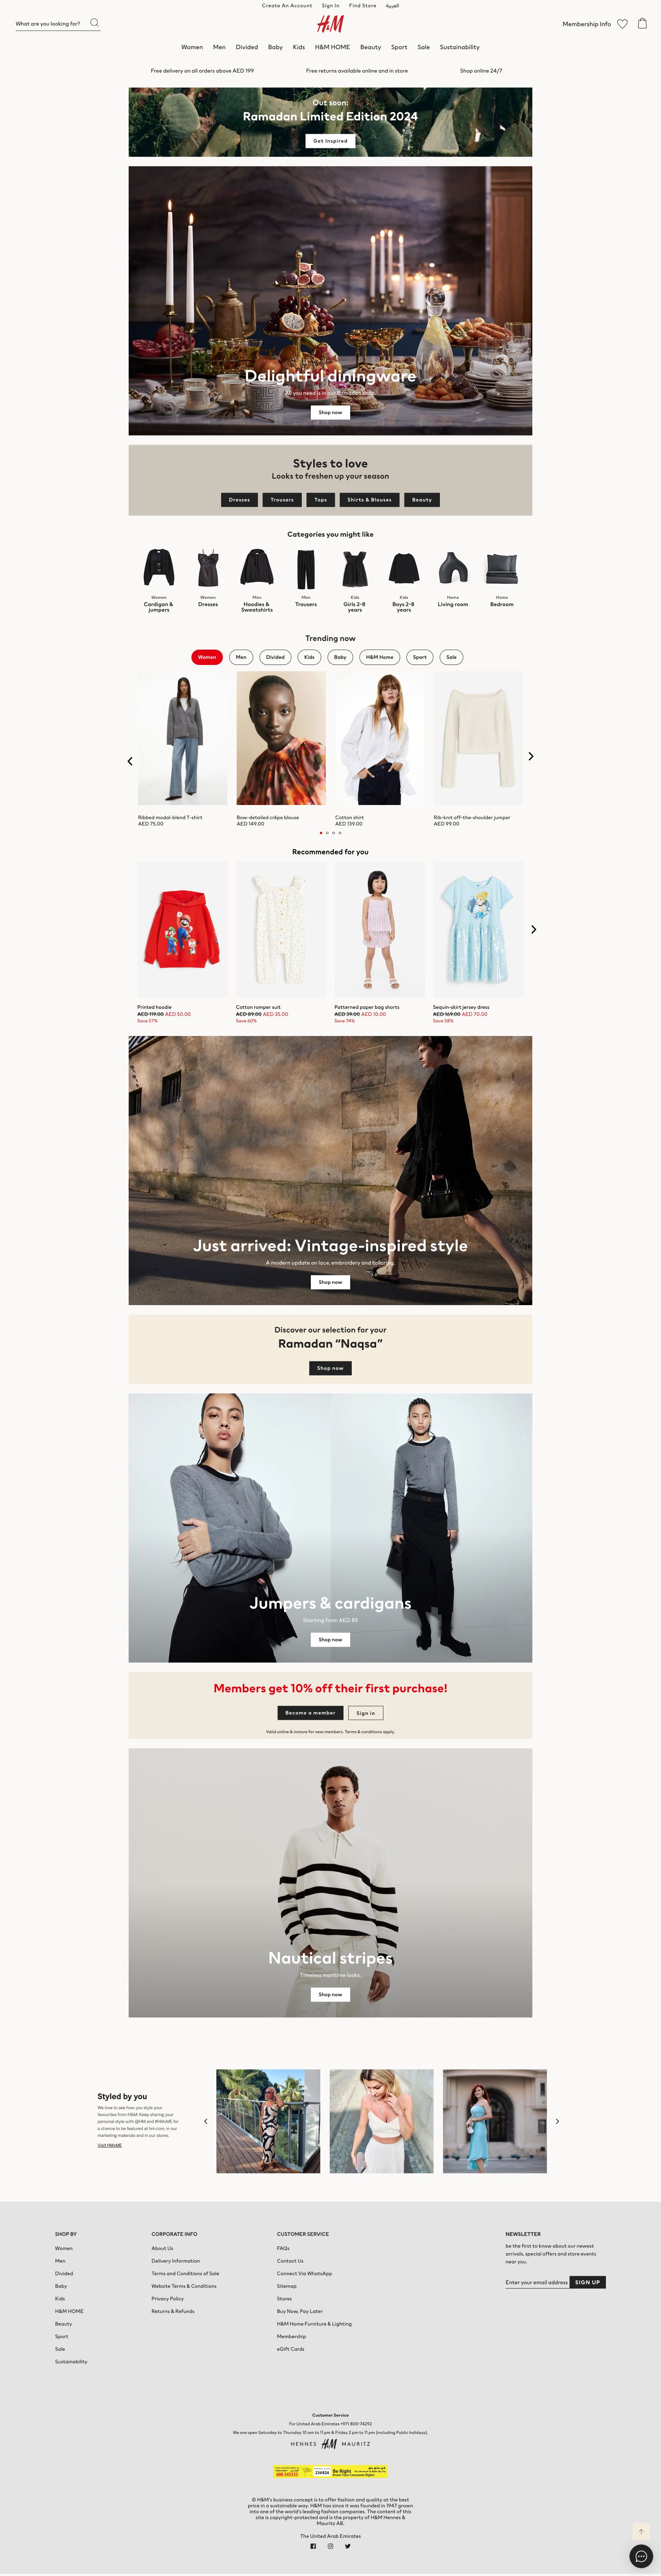 Create An Account Sign In Find Store العربية
What are you looking for?
H&M
Membership Info
Women Men Divided Baby Kids H&M HOME Beauty Sport Sale Sustainability
Free delivery on all orders above AED 199 Free returns available online and in store Shop online 24/7
Out soon:
Ramadan Limited Edition 2024
Get Inspired
Delightful diningware
All you need is in our Ramadan shop.
Shop now
Styles to love
Looks to freshen up your season
Dresses Trousers Tops Shirts & Blouses Beauty
Categories you might like
Women Women Men Men Kids Kids Home Home
Cardigan & Dresses Hoodies & Trousers Girls 2-8 Boys 2-8 Living room Bedroom
jumpers Sweatshirts years years
Trending now
Women Men Divided Kids Baby H&M Home Sport Sale
Ribbed modal-blend T-shirt Bow-detailed crêpe blouse Cotton shirt Rib-knit off-the-shoulder jumper
AED 75.00 AED 149.00 AED 139.00 AED 99.00
Recommended for you
Printed hoodie Cotton romper suit Patterned paper bag shorts Sequin-skirt jersey dress
AED 119.00 AED 50.00 AED 89.00 AED 35.00 AED 39.00 AED 10.00 AED 169.00 AED 70.00
Save 57% Save 60% Save 74% Save 58%
Just arrived: Vintage-inspired style
A modern update on lace, embroidery and tailoring.
Shop now
Discover our selection for your
Ramadan “Naqsa”
Shop now
Jumpers & cardigans
Starting from AED 85
Shop now
Members get 10% off their first purchase!
Become a member Sign in
Valid online & instore for new members. Terms & conditions apply.
Nautical stripes
Timeless maritime looks.
Shop now
Styled by you
We love to see how you style your
favourites from H&M! Keep sharing your
personal style with @HM and #HMxME for
a chance to be featured at hm.com, in our
marketing materials and in our stores.
Visit HMxME
SHOP BY CORPORATE INFO CUSTOMER SERVICE NEWSLETTER
Women About Us FAQs be the first to know about our newest
Men Delivery Information Contact Us arrivals, special offers and store events
Divided Terms and Conditions of Sale Connect Via WhatsApp near you.
Baby Website Terms & Conditions Sitemap Enter your email address SIGN UP
Kids Privacy Policy Stores
H&M HOME Returns & Refunds Buy Now, Pay Later
Beauty H&M Home Furniture & Lighting
Sport Membership
Sale eGift Cards
Sustainability
Customer Service
For United Arab Emirates +971 800-74292
We are open Saturday to Thursday 10 am to 11 pm & Friday 2 pm to 11 pm (including Public holidays).
HENNES H&M MAURITZ
600 545555 236826 Be Right
Know Your Consumer Rights
© H&M's business concept is to offer fashion and quality at the best
price in a sustainable way. H&M has since it was founded in 1947 grown
into one of the world's leading fashion companies. The content of this
site is copyright-protected and is the property of H&M Hennes &
Mauritz AB.
The United Arab Emirates